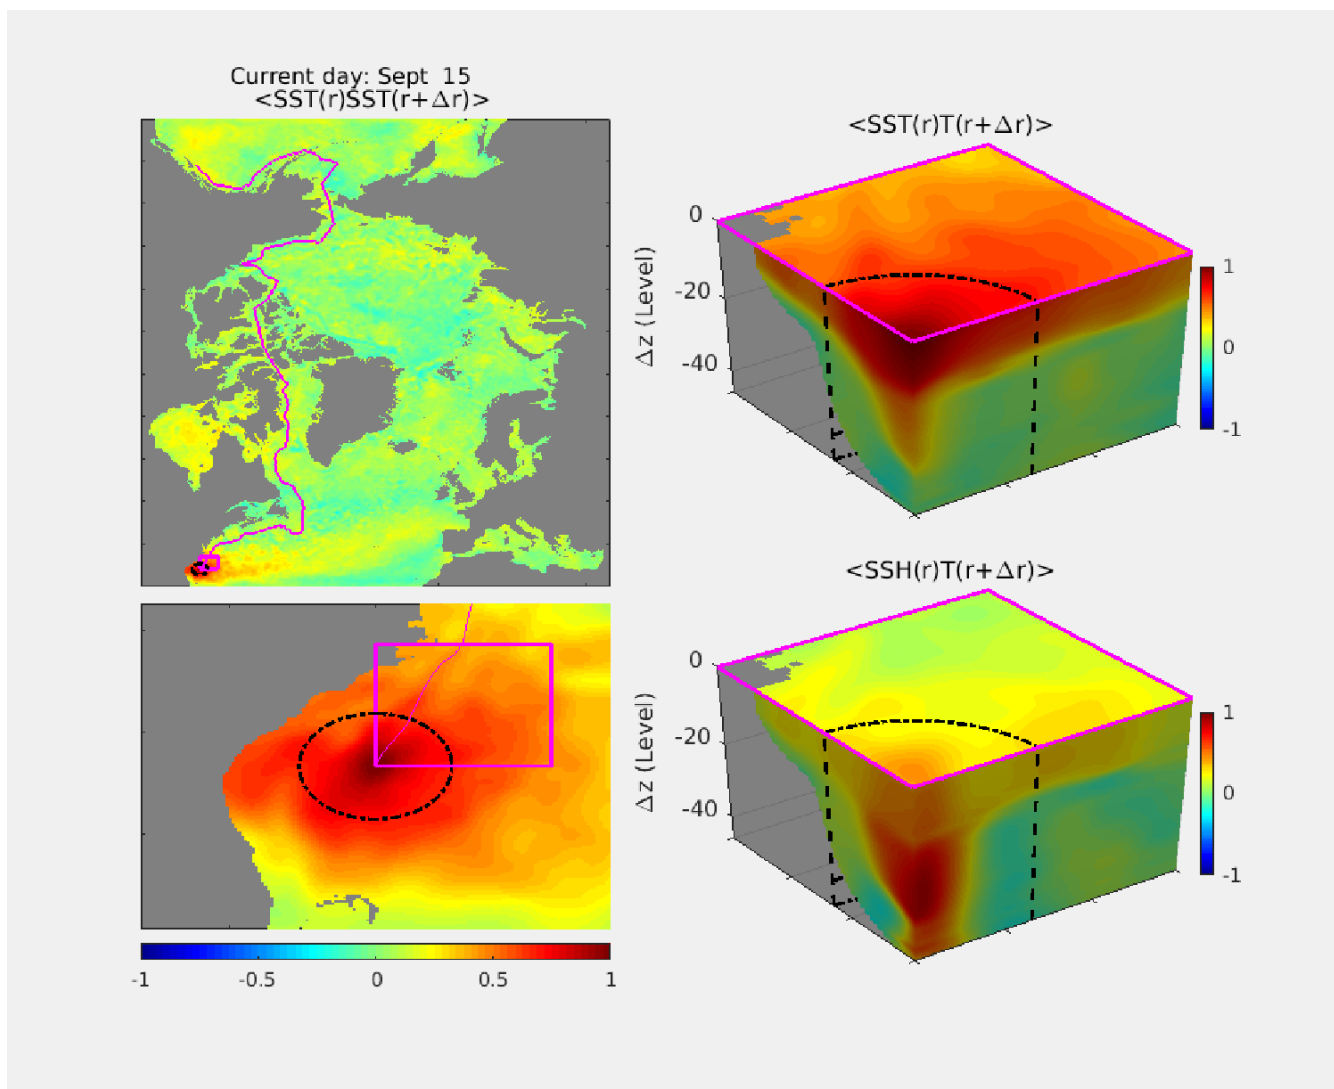 Current day: Sept 15
<SST(r)SST(r+Δr)>
-1 -0.5 0 0.5 1
<SST(r)T(r+Δr)>
0
-20
-40
Δz (Level)
1
0
-1
<SSH(r)T(r+Δr)>
0
-20
-40
Δz (Level)
1
0
-1